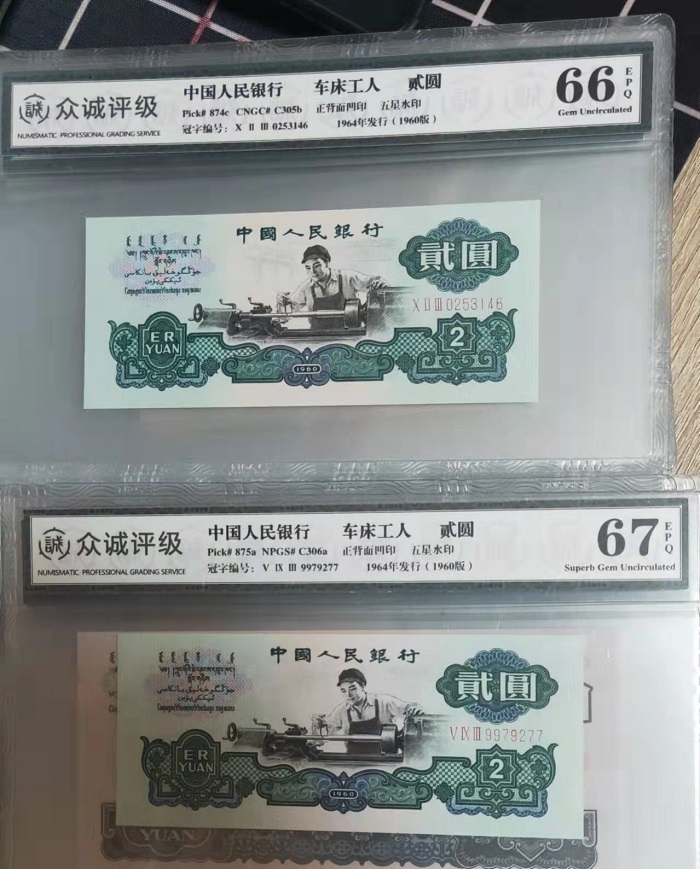 中国人民银行 车床工人 贰圆
众诚评级
Pick# 874c CNGC# C305b 正背面凹印 五星水印
NUMISMATIC PROFESSIONAL GRADING SERVICE
冠字编号: X Ⅱ Ⅲ 0253146 1964年发行(1960版)
66 EPQ
Gem Uncirculated
中國人民銀行
貳圓
XⅡⅢ0253146
ER
YUAN
2
1960
中国人民银行 车床工人 贰圆
众诚评级
Pick# 875a NPGS# C306a 正背面凹印 五星水印
NUMISMATIC PROFESSIONAL GRADING SERVICE
冠字编号: V Ⅸ Ⅲ 9979277 1964年发行(1960版)
67 EPQ
Superb Gem Uncirculated
中國人民銀行
貳圓
VⅨⅢ9979277
ER
YUAN
2
1960
YUAN